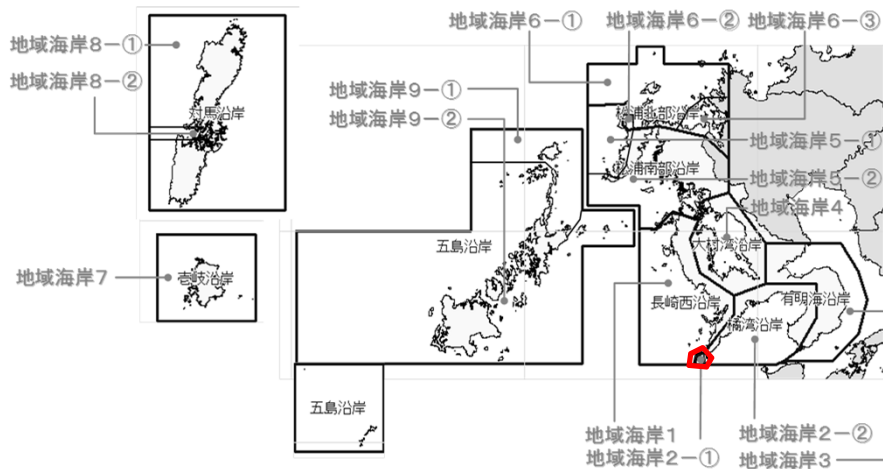 地域海岸6-①
地域海岸6-②
地域海岸6-③
地域海岸8-①
地域海岸8-②
対馬沿岸
地域海岸9-①
地域海岸9-②
松浦北部沿岸
地域海岸5-①
松浦南部沿岸
地域海岸5-②
地域海岸4
大村湾沿岸
五島沿岸
地域海岸7
壱岐沿岸
長崎西沿岸
有明海沿岸
橘湾沿岸
五島沿岸
地域海岸1
地域海岸2-①
地域海岸2-②
地域海岸3